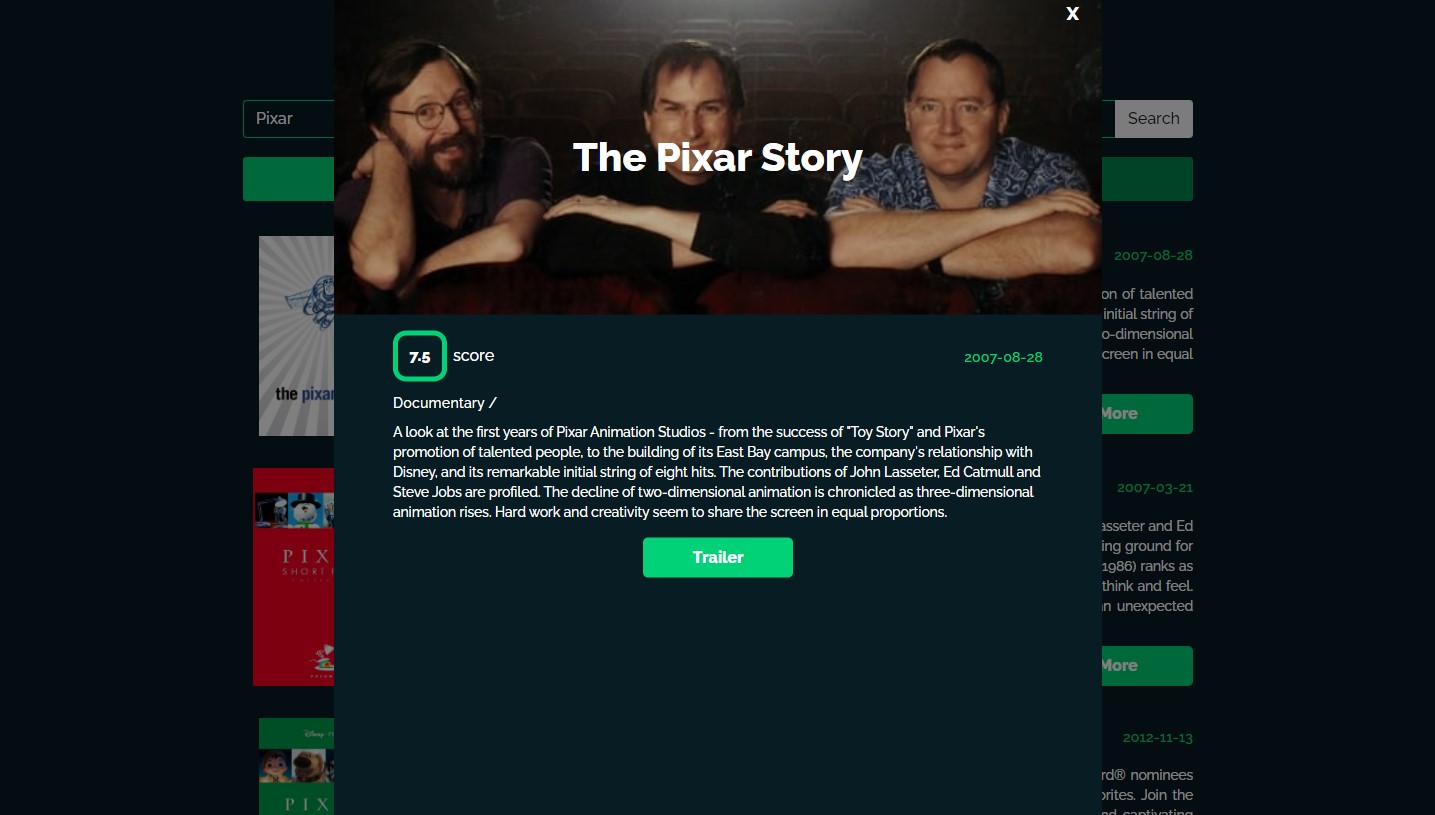 X
Pixar
Search
The Pixar Story
2007-08-28
on of talented
initial string of
o-dimensional
creen in equal
the pixar
7.5 score
2007-08-28
Documentary /
A look at the first years of Pixar Animation Studios - from the success of "Toy Story" and Pixar's
promotion of talented people, to the building of its East Bay campus, the company's relationship with
Disney, and its remarkable initial string of eight hits. The contributions of John Lasseter, Ed Catmull and
Steve Jobs are profiled. The decline of two-dimensional animation is chronicled as three-dimensional
animation rises. Hard work and creativity seem to share the screen in equal proportions.
More
Trailer
2007-03-21
asseter and Ed
ing ground for
1986) ranks as
think and feel.
an unexpected
PIX
SHORT
More
2012-11-13
Disney
rd® nominees
orites. Join the
nd captivating
PIX